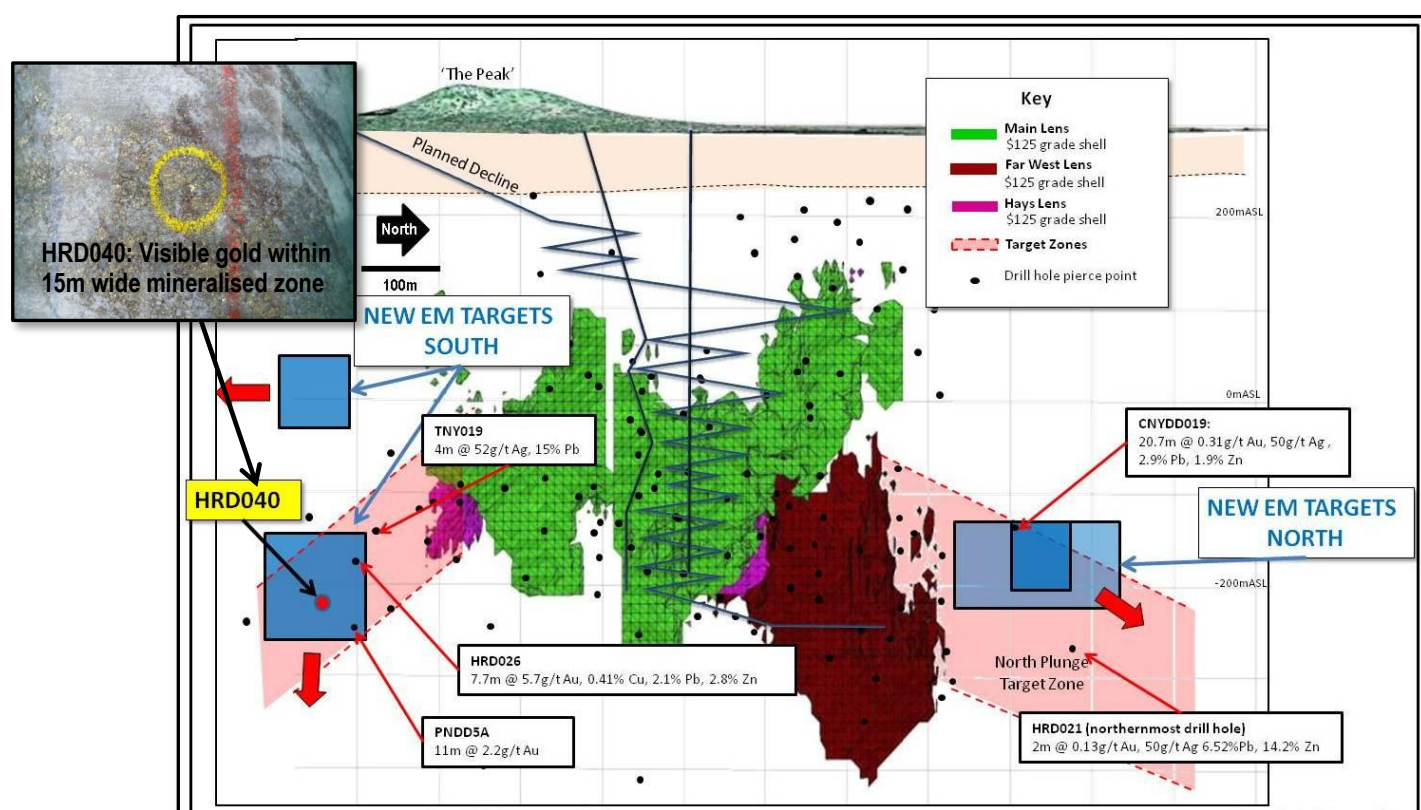 'The Peak'
Planned Decline
North
100m
HRD040: Visible gold within
15m wide mineralised zone
Key
Main Lens
$125 grade shell
Far West Lens
$125 grade shell
Hays Lens
$125 grade shell
Target Zones
Drill hole pierce point
200mASL
NEW EM TARGETS
SOUTH
0mASL
TNY019
4m @ 52g/t Ag, 15% Pb
CNYDD019:
20.7m @ 0.31g/t Au, 50g/t Ag ,
2.9% Pb, 1.9% Zn
HRD040
NEW EM TARGETS
NORTH
-200mASL
HRD026
7.7m @ 5.7g/t Au, 0.41% Cu, 2.1% Pb, 2.8% Zn
North Plunge
Target Zone
PNDD5A
11m @ 2.2g/t Au
HRD021 (northernmost drill hole)
2m @ 0.13g/t Au, 50g/t Ag 6.52%Pb, 14.2% Zn